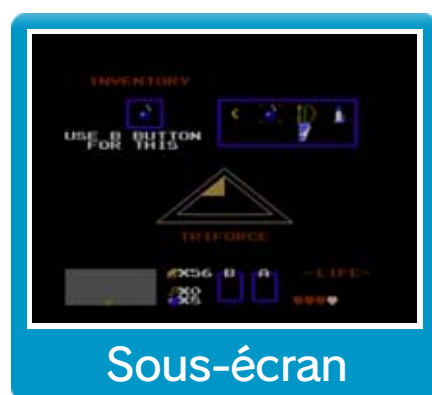 INVENTORY
USE B BUTTON
FOR THIS
TRIFORCE
X56 B A -LIFE-
X0
X5
Sous-écran